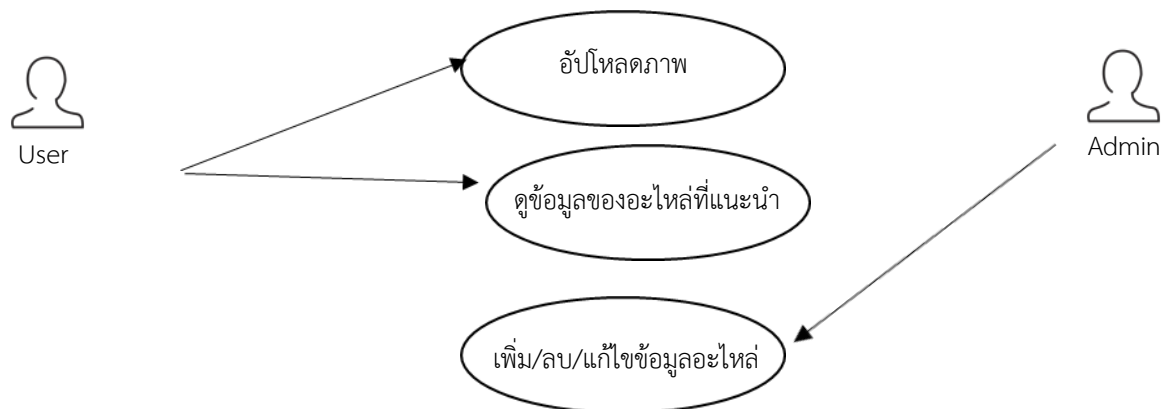 อัปโหลดภาพ
User
Admin
ดูข้อมูลของอะไหล่ที่แนะนำ
เพิ่ม/ลบ/แก้ไขข้อมูลอะไหล่